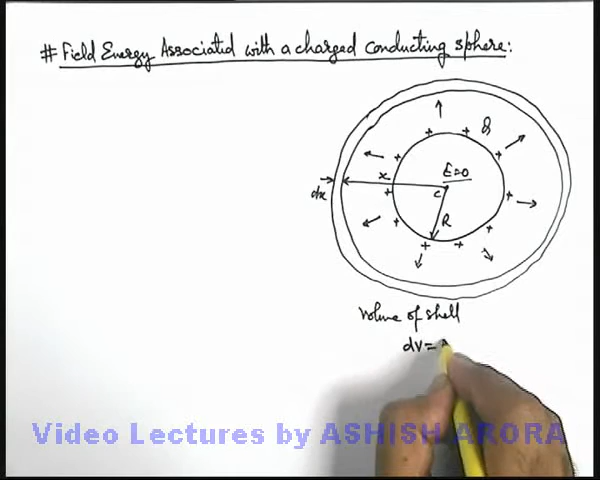 # Field Energy Associated with a charged conducting sphere:
Q
E=0
x
C
dx
R
Volume of shell
dV=
Video Lectures by ASHISH ARORA